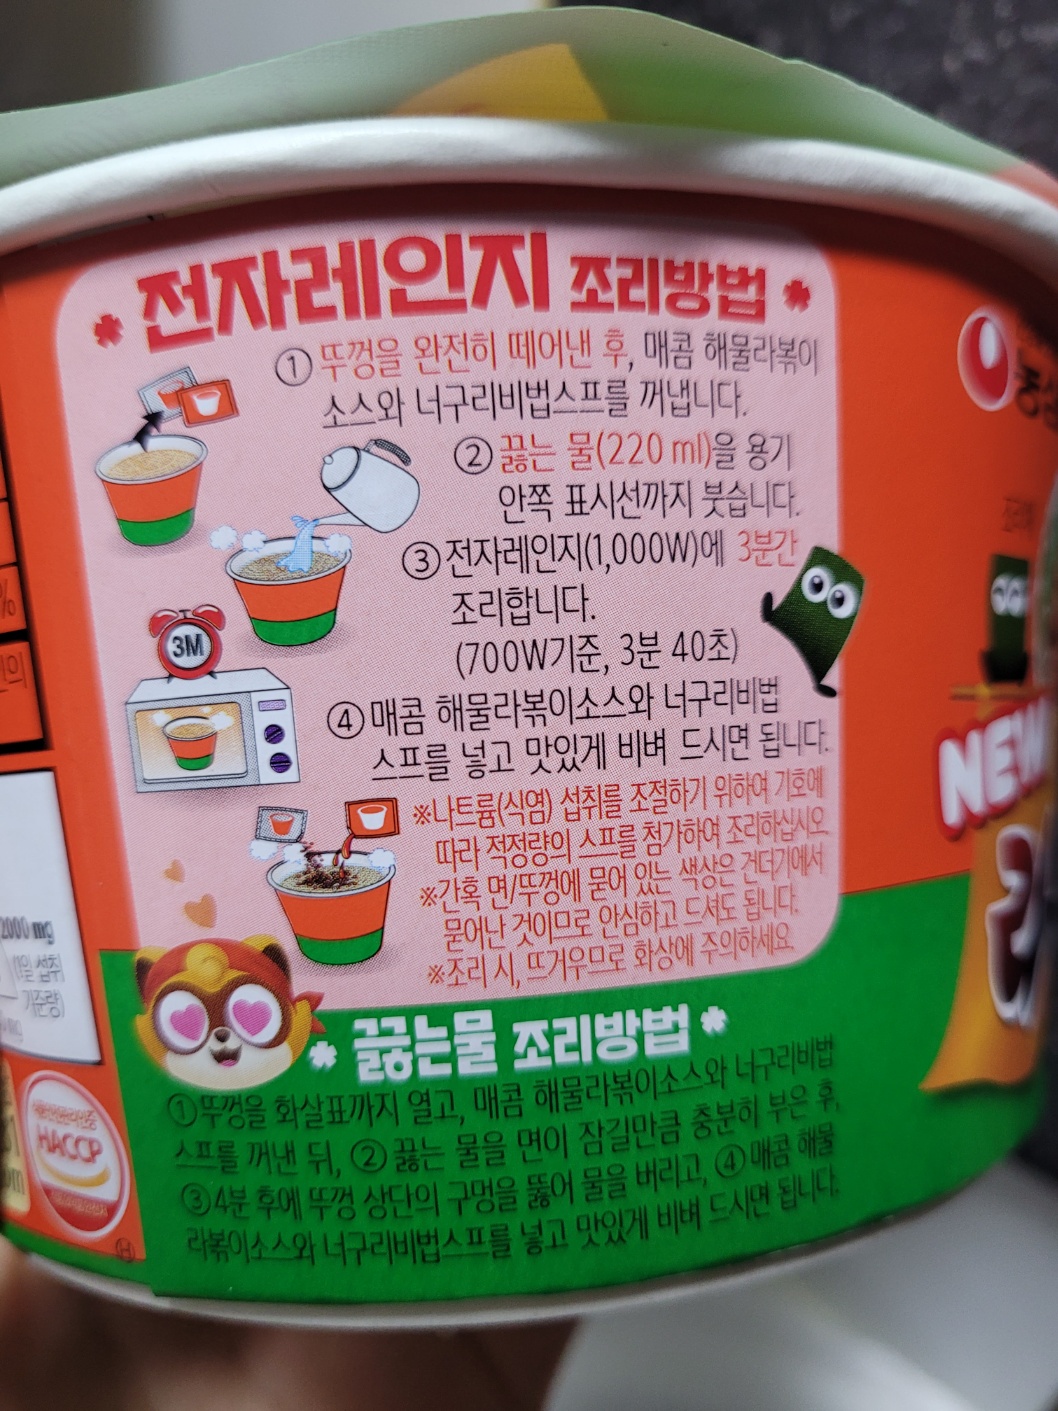 전자레인지 조리방법
① 뚜껑을 완전히 떼어낸 후, 매콤 해물라볶이
소스와 너구리비법스프를 꺼냅니다.
② 끓는 물(220 ml)을 용기
안쪽 표시선까지 붓습니다.
③ 전자레인지(1,000W)에 3분간
조리합니다.
(700W기준, 3분 40초)
3M
④ 매콤 해물라볶이소스와 너구리비법
스프를 넣고 맛있게 비벼 드시면 됩니다.
※나트륨(식염) 섭취를 조절하기 위하여 기호에
따라 적정량의 스프를 첨가하여 조리하십시오.
※간혹 면/뚜껑에 묻어 있는 색상은 건더기에서
묻어난 것이므로 안심하고 드셔도 됩니다.
※조리 시, 뜨거우므로 화상에 주의하세요.
끓는물 조리방법
①뚜껑을 화살표까지 열고, 매콤 해물라볶이소스와 너구리비법
스프를 꺼낸 뒤, ②끓는 물을 면이 잠길만큼 충분히 부은 후,
③4분 후에 뚜껑 상단의 구멍을 뚫어 물을 버리고, ④매콤 해물
라볶이소스와 너구리비법스프를 넣고 맛있게 비벼 드시면 됩니다.
2000 mg
(1일 섭취
기준량)
HACCP
NEW